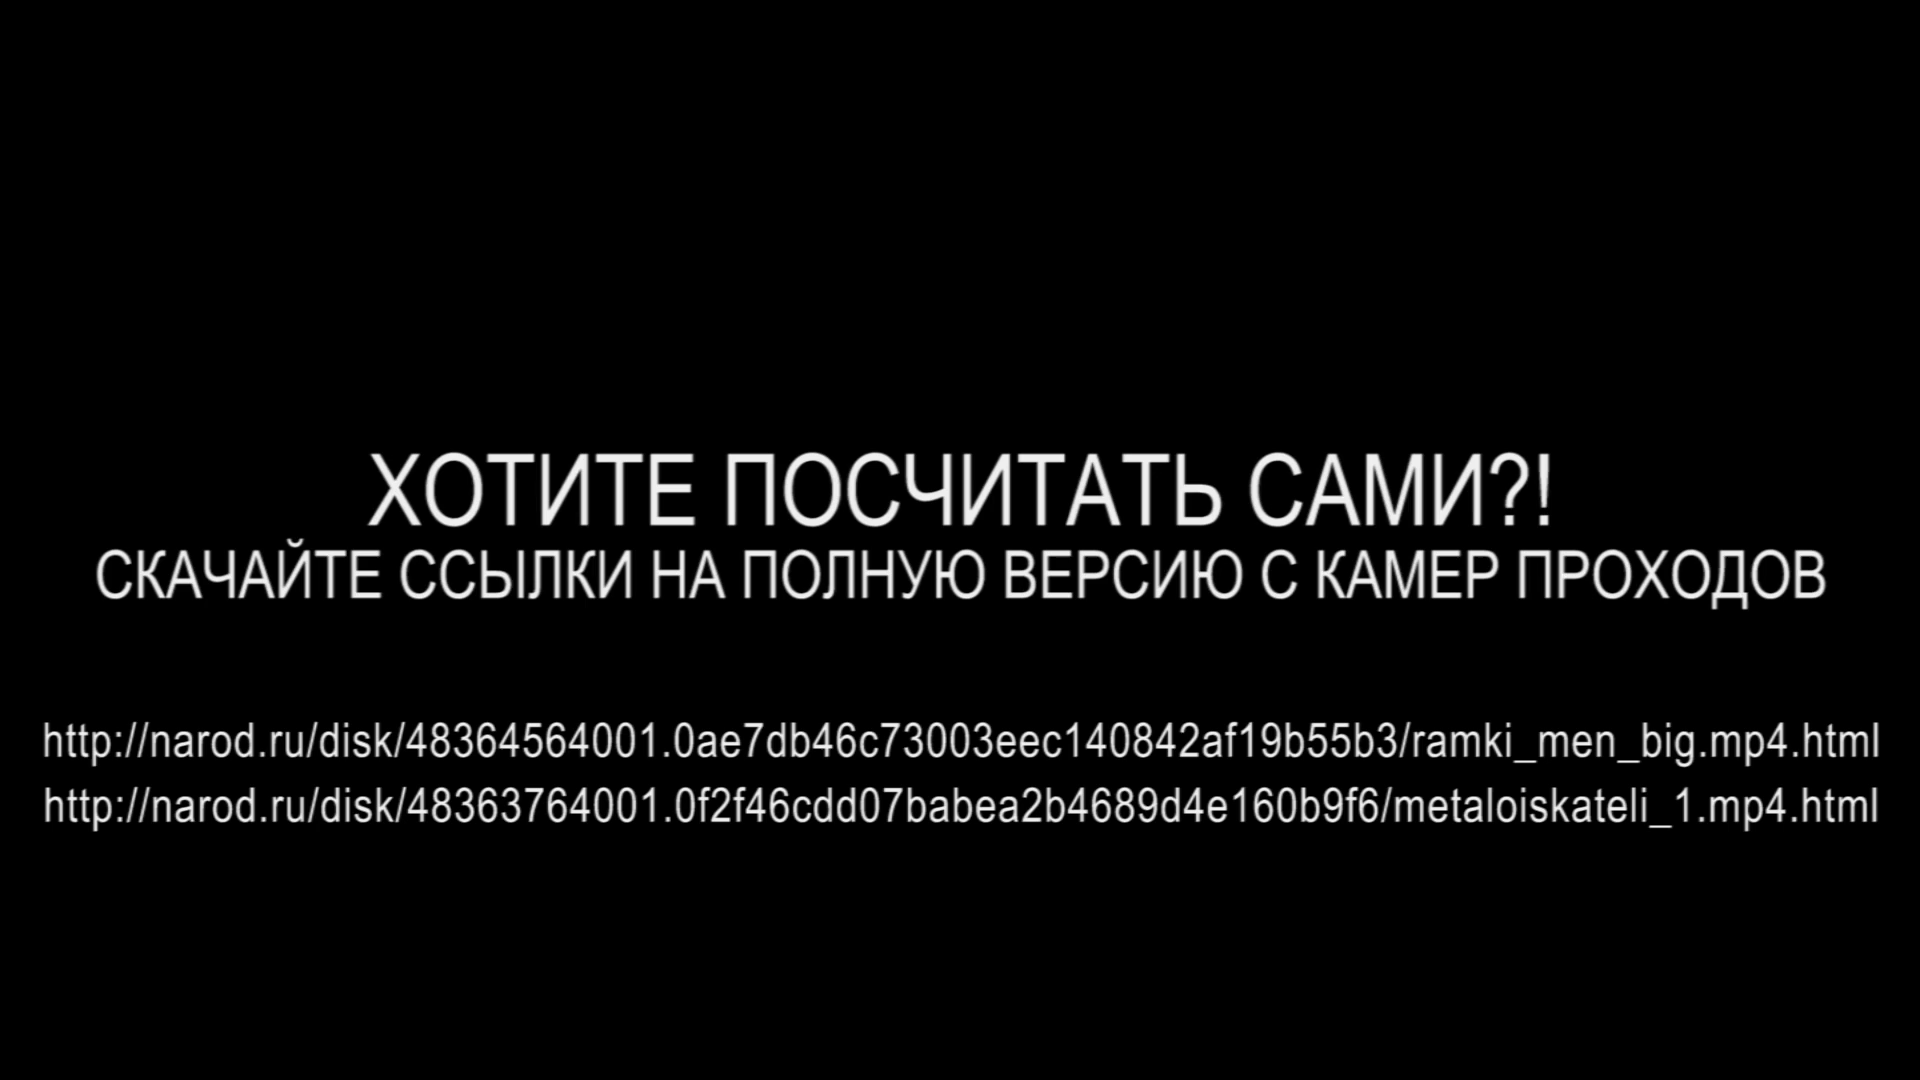 ХОТИТЕ ПОСЧИТАТЬ САМИ?!
СКАЧАЙТЕ ССЫЛКИ НА ПОЛНУЮ ВЕРСИЮ С КАМЕР ПРОХОДОВ
http://narod.ru/disk/48364564001.0ae7db46c73003eec140842af19b55b3/ramki_men_big.mp4.html
http://narod.ru/disk/48363764001.0f2f46cdd07babea2b4689d4e160b9f6/metaloiskateli_1.mp4.html